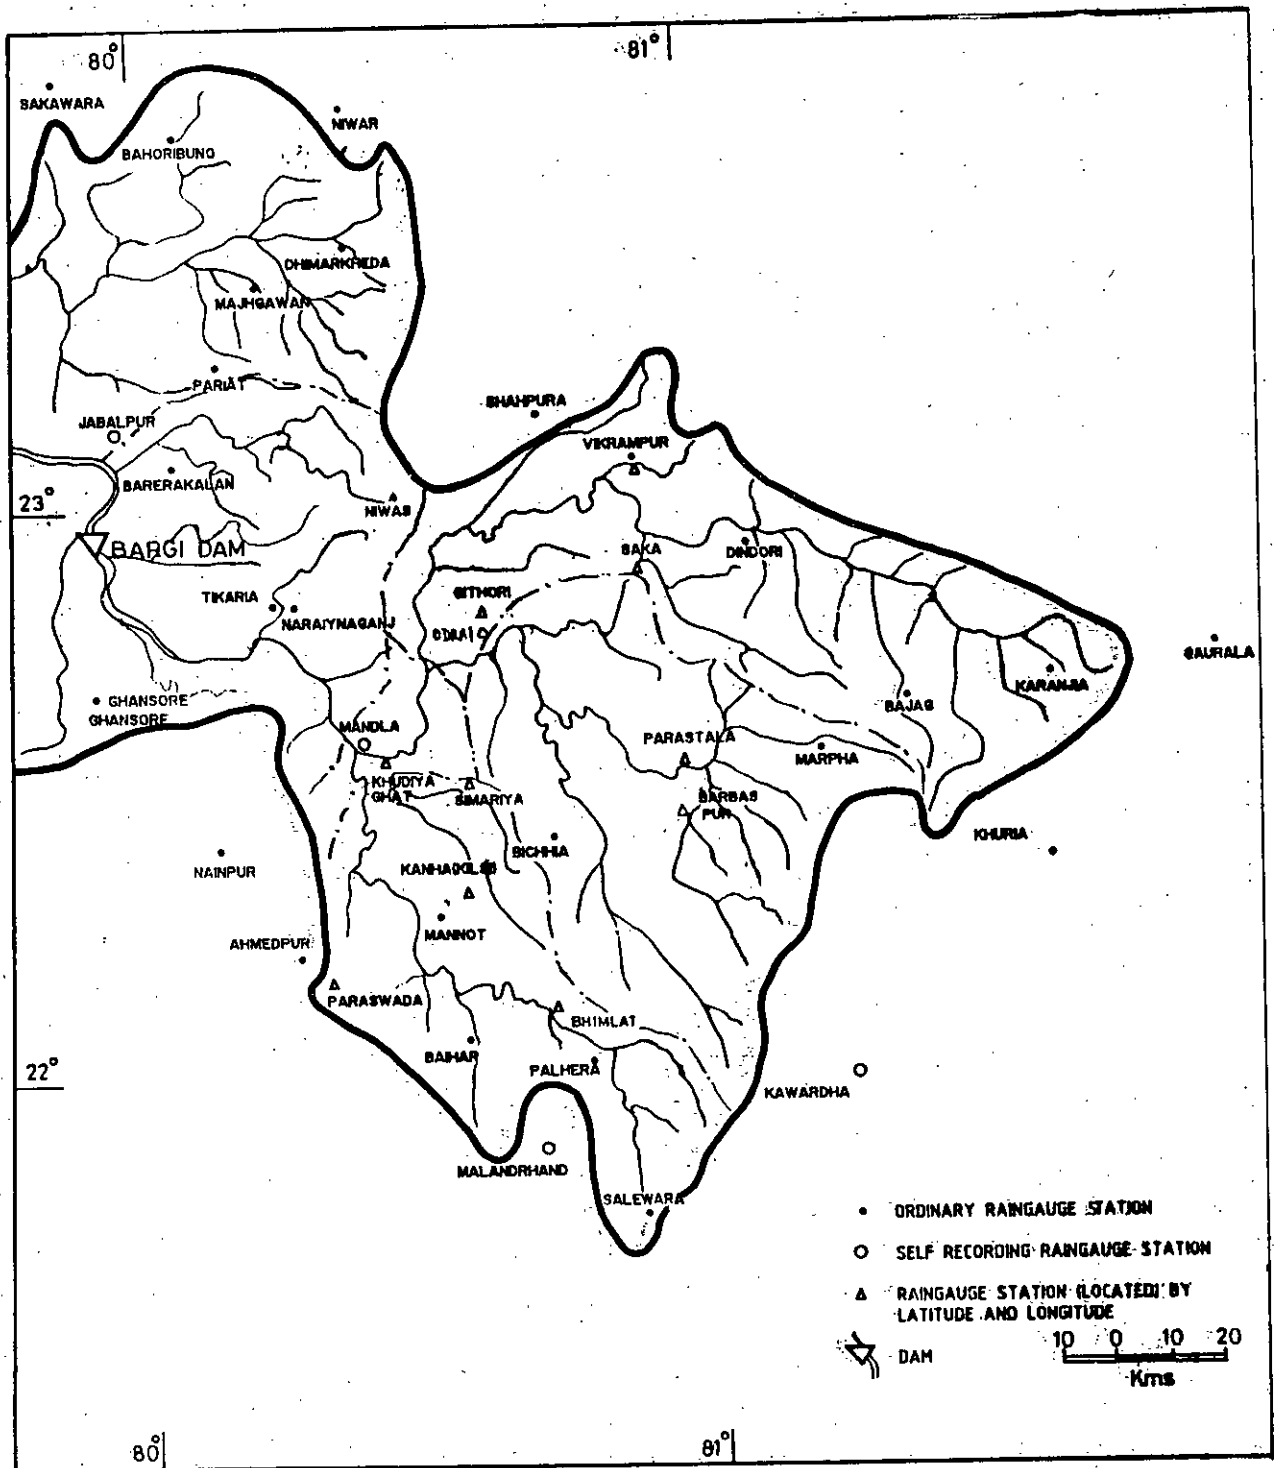 80°
81°
SAKAWARA
NIWAR
BAHORIBUNG
DHIMARKHEDA
MAJHGAWAN
PARIAT
SHAHPURA
JABALPUR
VIKRAMPUR
BARERAKALAN
NIWAS
23°
BARGI DAM
SAKA
DINDORI
TIKARIA
GITHORI
NARAIYNAGANJ
GAURALA
KARANJIA
GHANSORE
GHANSORE
BAJAG
MANDLA
PARASTALA
MARPHA
KHUDIYA
GHAT
SIMARIYA
BARBAS
PUR
KHURIA
BICHHIA
NAINPUR
MANNOT
AHMEDPUR
PARASWADA
BHIMLAT
BAIHAR
PALHERA
22°
KAWARDHA
MALANDRHAND
SALEWARA
ORDINARY RAINGAUGE STATION
SELF RECORDING RAINGAUGE STATION
RAINGAUGE STATION (LOCATED) BY
LATITUDE AND LONGITUDE
10 0 10 20
DAM
Kms
80°
81°